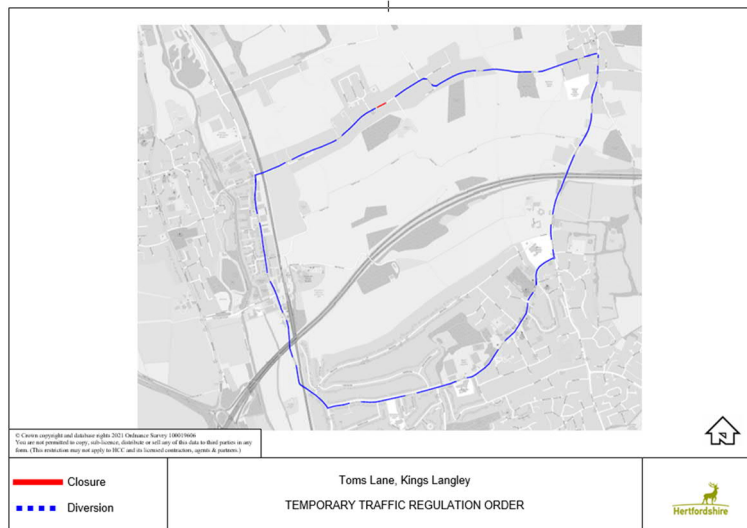 © Crown copyright and database rights 2021 Ordnance Survey 100019606
You are not permitted to copy, sub-licence, distribute or sell any of this data to third parties in any
form. (This restriction may not apply to HCC and its licensed contractors, agents & partners.)
N
Closure
Diversion
Toms Lane, Kings Langley
TEMPORARY TRAFFIC REGULATION ORDER
Hertfordshire